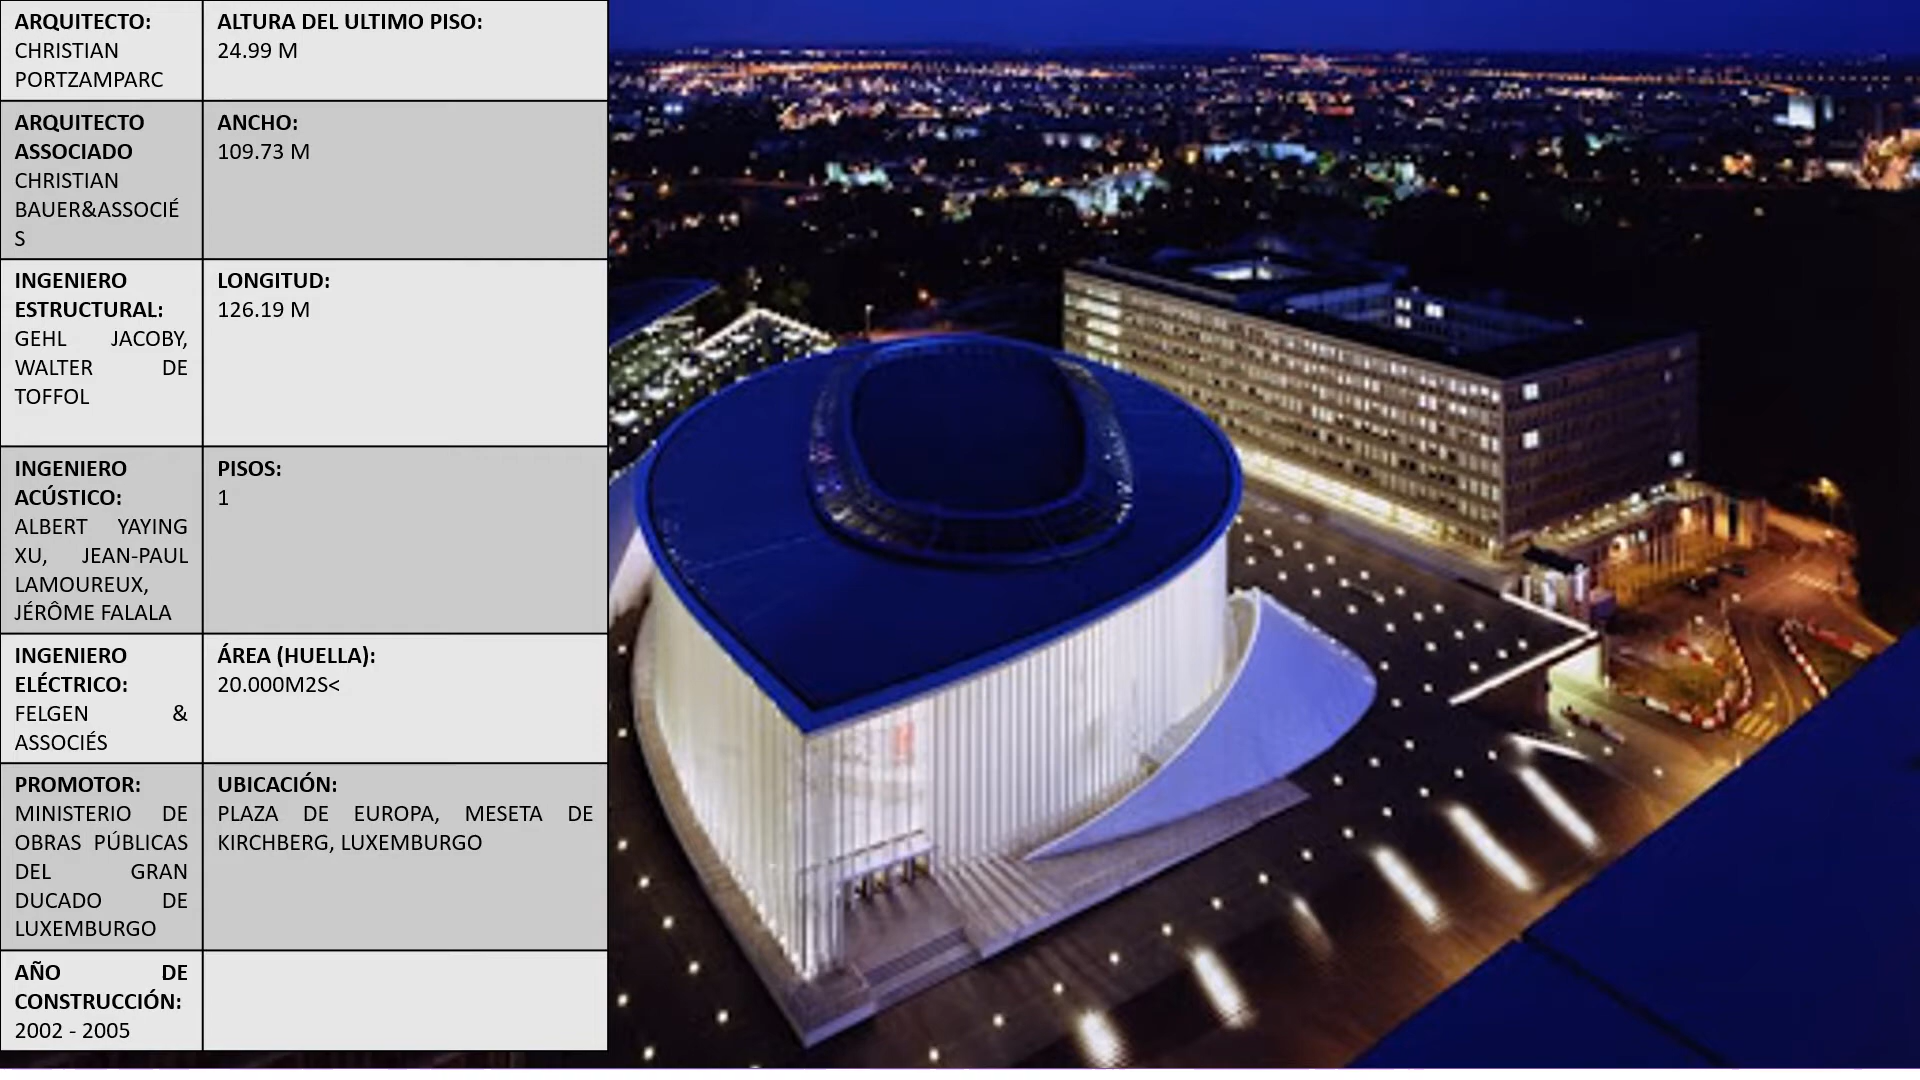 ARQUITECTO:
CHRISTIAN
PORTZAMPARC
ALTURA DEL ULTIMO PISO:
24.99 M
ARQUITECTO
ASSOCIADO
CHRISTIAN
BAUER&ASSOCIÉ
S
ANCHO:
109.73 M
INGENIERO
ESTRUCTURAL:
GEHL JACOBY,
WALTER DE
TOFFOL
LONGITUD:
126.19 M
INGENIERO
ACÚSTICO:
ALBERT YAYING
XU, JEAN-PAUL
LAMOUREUX,
JÉRÔME FALALA
PISOS:
1
INGENIERO
ELÉCTRICO:
FELGEN &
ASSOCIÉS
ÁREA (HUELLA):
20.000M2S<
PROMOTOR:
MINISTERIO DE
OBRAS PÚBLICAS
DEL GRAN
DUCADO DE
LUXEMBURGO
UBICACIÓN:
PLAZA DE EUROPA, MESETA DE
KIRCHBERG, LUXEMBURGO
AÑO DE
CONSTRUCCIÓN:
2002 - 2005